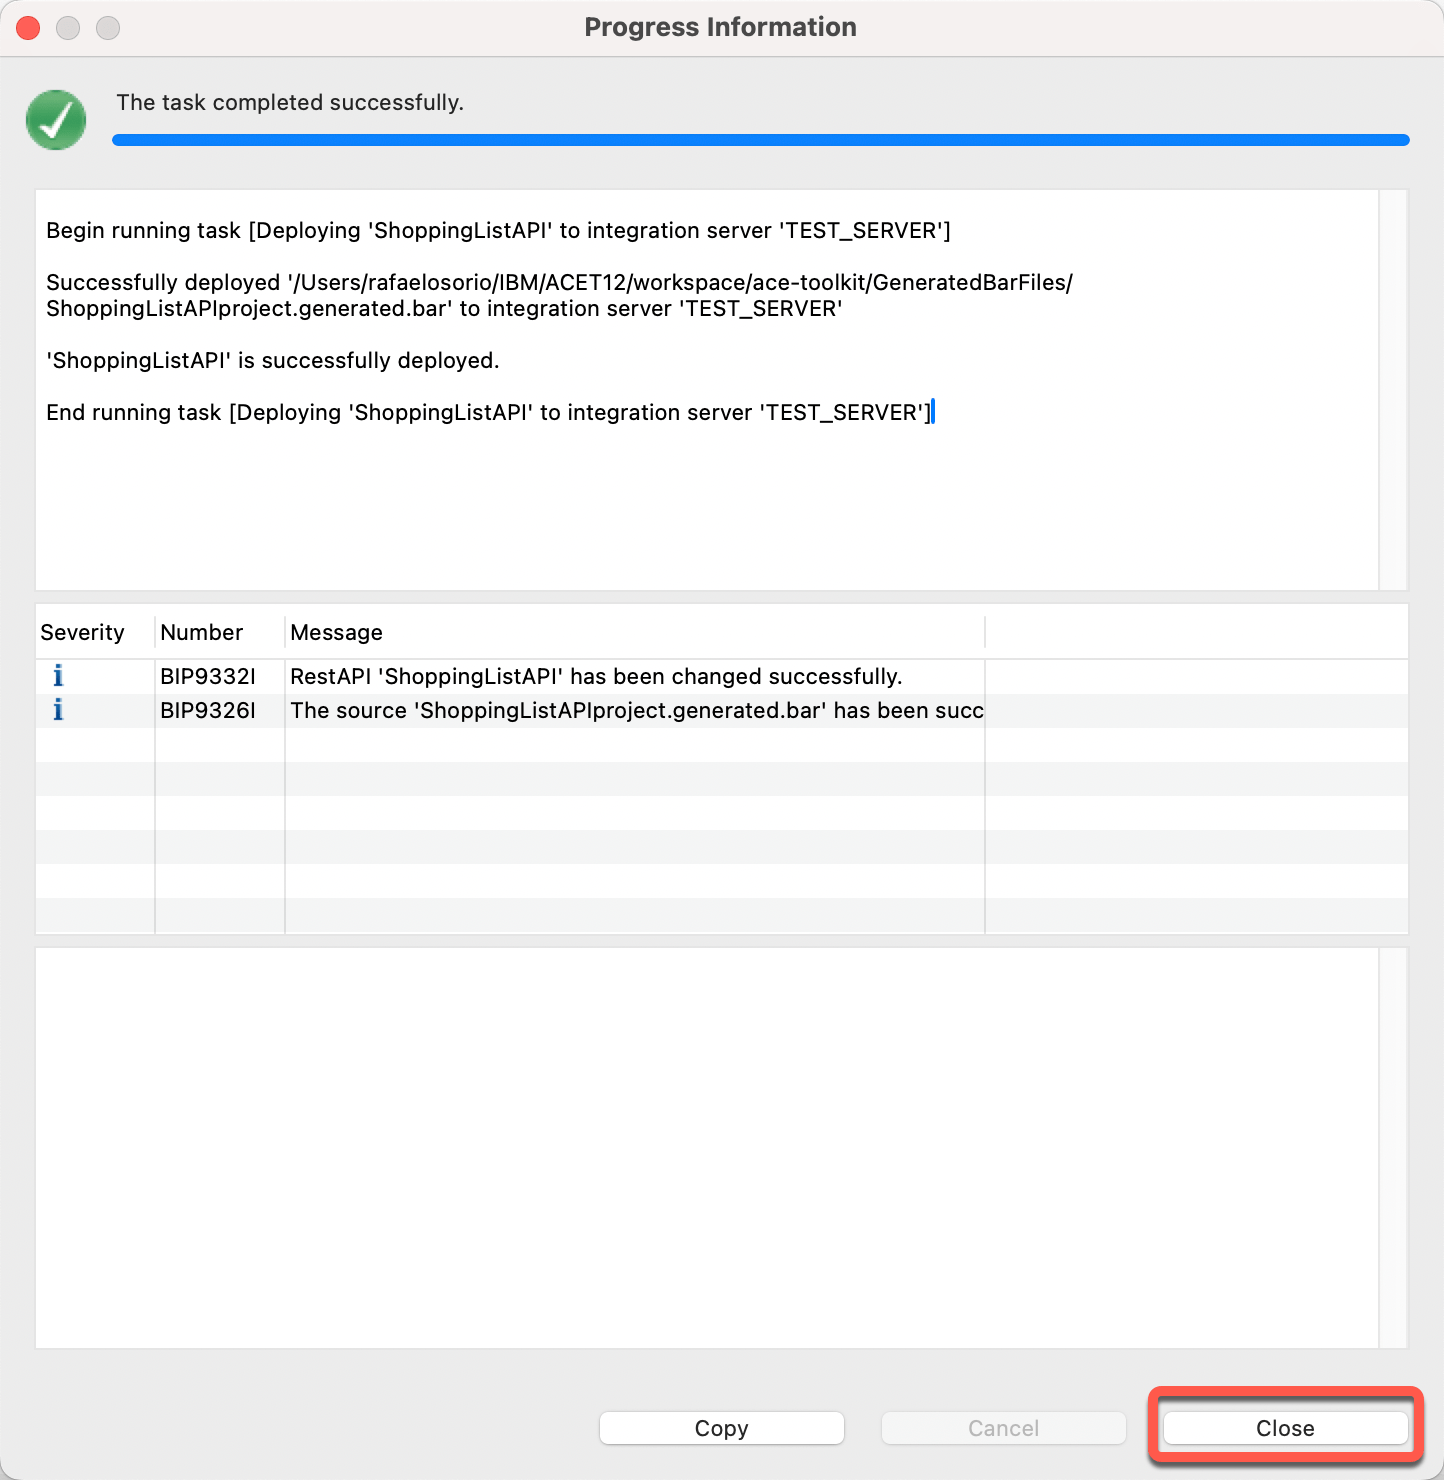 Progress Information
The task completed successfully.
Begin running task [Deploying 'ShoppingListAPI' to integration server 'TEST_SERVER']
Successfully deployed '/Users/rafaelosorio/IBM/ACET12/workspace/ace-toolkit/GeneratedBarFiles/
ShoppingListAPIproject.generated.bar' to integration server 'TEST_SERVER'
'ShoppingListAPI' is successfully deployed.
End running task [Deploying 'ShoppingListAPI' to integration server 'TEST_SERVER']
Severity Number Message
BIP9332I RestAPI 'ShoppingListAPI' has been changed successfully.
BIP9326I The source 'ShoppingListAPIproject.generated.bar' has been succ
Copy Cancel Close